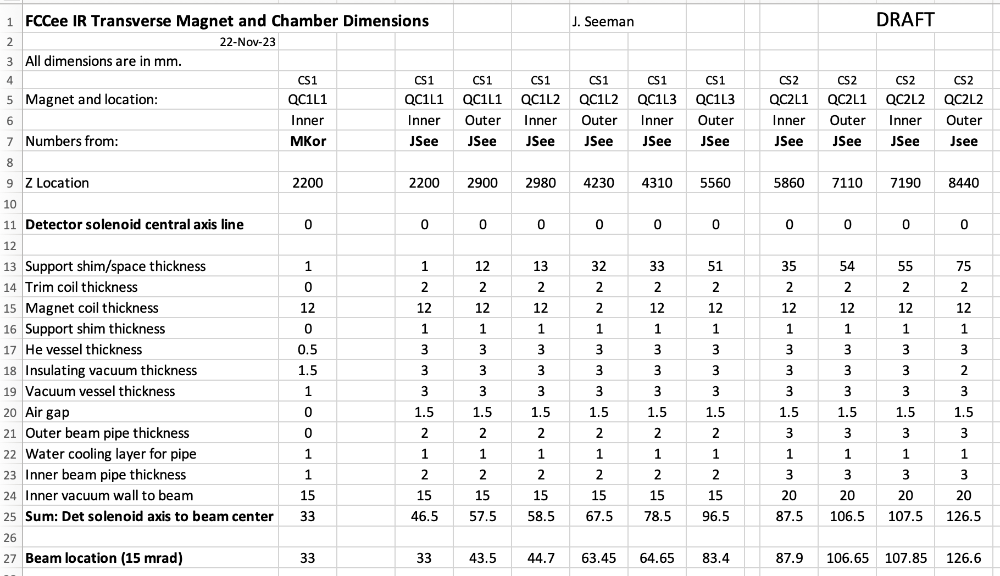 1 FCCee IR Transverse Magnet and Chamber Dimensions J. Seeman DRAFT
2 22-Nov-23
3 All dimensions are in mm.
4 CS1 CS1 CS1 CS1 CS1 CS1 CS1 CS2 CS2 CS2 CS2
5 Magnet and location: QC1L1 QC1L1 QC1L1 QC1L2 QC1L2 QC1L3 QC1L3 QC2L1 QC2L1 QC2L2 QC2L2
6 Inner Inner Outer Inner Outer Inner Outer Inner Outer Inner Outer
7 Numbers from: MKor JSee JSee JSee JSee JSee JSee JSee JSee JSee Jsee
8
9 Z Location 2200 2200 2900 2980 4230 4310 5560 5860 7110 7190 8440
10
11 Detector solenoid central axis line 0 0 0 0 0 0 0 0 0 0 0
12
13 Support shim/space thickness 1 1 12 13 32 33 51 35 54 55 75
14 Trim coil thickness 0 2 2 2 2 2 2 2 2 2 2
15 Magnet coil thickness 12 12 12 12 2 12 12 12 12 12 12
16 Support shim thickness 0 1 1 1 1 1 1 1 1 1 1
17 He vessel thickness 0.5 3 3 3 3 3 3 3 3 3 3
18 Insulating vacuum thickness 1.5 3 3 3 3 3 3 3 3 3 2
19 Vacuum vessel thickness 1 3 3 3 3 3 3 3 3 3 3
20 Air gap 0 1.5 1.5 1.5 1.5 1.5 1.5 1.5 1.5 1.5 1.5
21 Outer beam pipe thickness 0 2 2 2 2 2 2 3 3 3 3
22 Water cooling layer for pipe 1 1 1 1 1 1 1 1 1 1 1
23 Inner beam pipe thickness 1 2 2 2 2 2 2 3 3 3 3
24 Inner vacuum wall to beam 15 15 15 15 15 15 15 20 20 20 20
25 Sum: Det solenoid axis to beam center 33 46.5 57.5 58.5 67.5 78.5 96.5 87.5 106.5 107.5 126.5
26
27 Beam location (15 mrad) 33 33 43.5 44.7 63.45 64.65 83.4 87.9 106.65 107.85 126.6